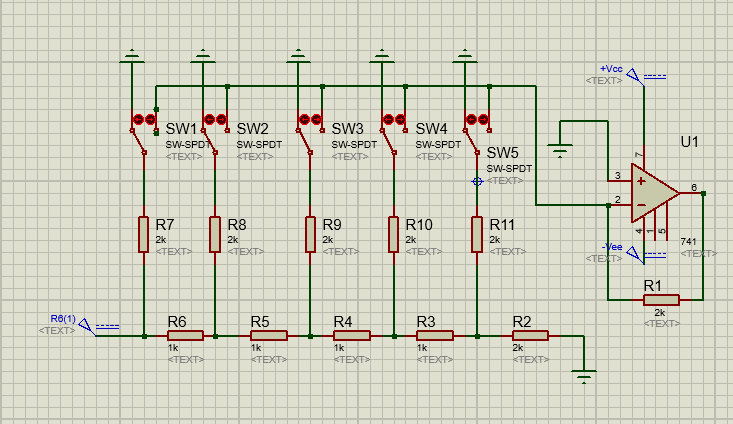 +Vcc
<TEXT>
U1
SW1
SW-SPDT
<TEXT>
SW2
SW-SPDT
<TEXT>
SW3
SW-SPDT
<TEXT>
SW4
SW-SPDT
<TEXT>
SW5
SW-SPDT
<TEXT>
7
3
6
2
4
1
5
741
<TEXT>
-Vee
<TEXT>
R7
2k
<TEXT>
R8
2k
<TEXT>
R9
2k
<TEXT>
R10
2k
<TEXT>
R11
2k
<TEXT>
R1
2k
<TEXT>
R6(1)
<TEXT>
R6
1k
<TEXT>
R5
1k
<TEXT>
R4
1k
<TEXT>
R3
1k
<TEXT>
R2
2k
<TEXT>